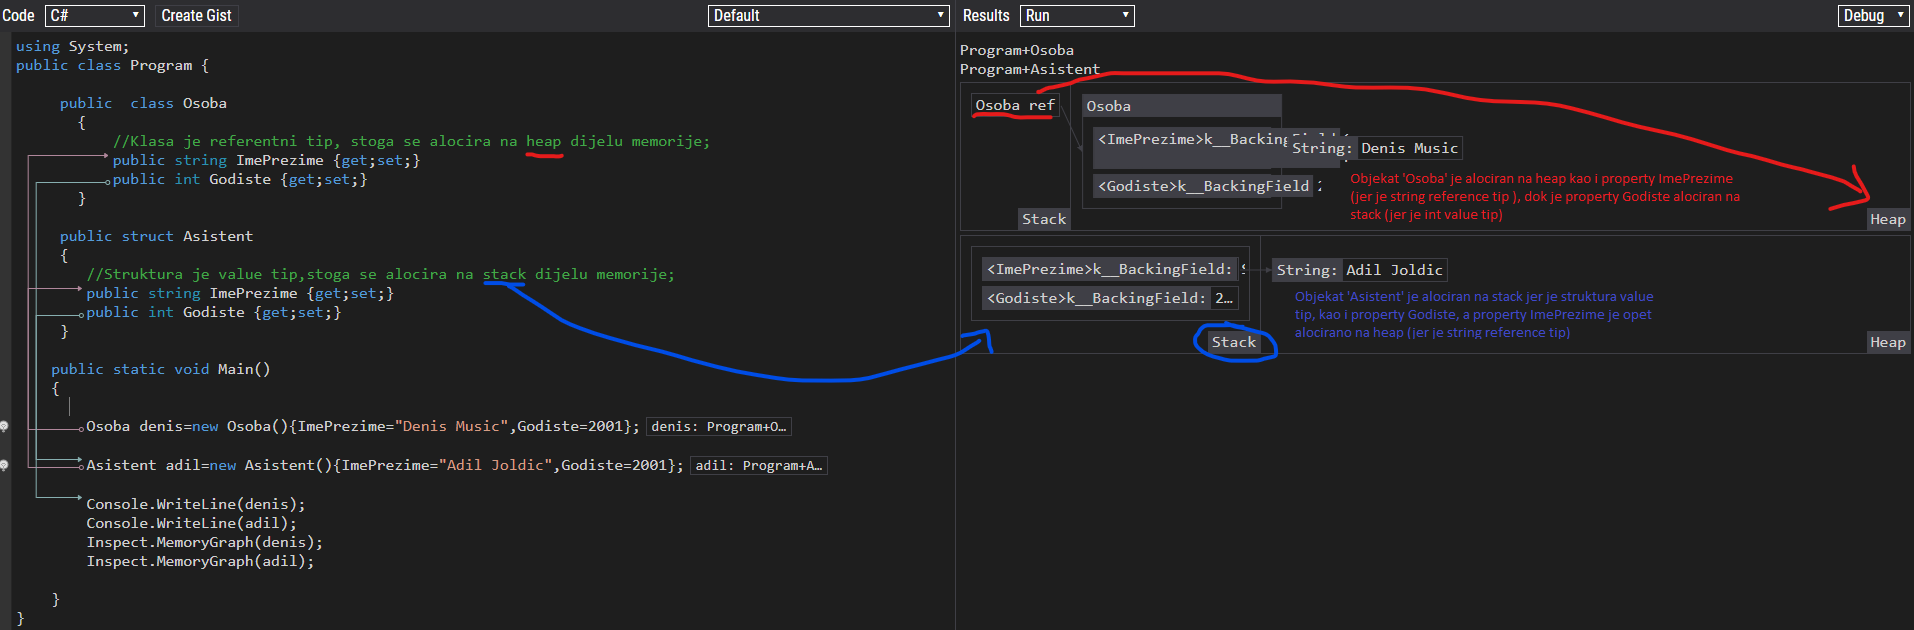 Code C# Create Gist Default
using System;
public class Program {
public class Osoba
{
//Klasa je referentni tip, stoga se alocira na heap dijelu memorije;
public string ImePrezime {get;set;}
public int Godiste {get;set;}
}
public struct Asistent
{
//Struktura je value tip,stoga se alocira na stack dijelu memorije;
public string ImePrezime {get;set;}
public int Godiste {get;set;}
}
public static void Main()
{
Osoba denis=new Osoba(){ImePrezime="Denis Music",Godiste=2001}; denis: Program+O…
Asistent adil=new Asistent(){ImePrezime="Adil Joldic",Godiste=2001}; adil: Program+A…
Console.WriteLine(denis);
Console.WriteLine(adil);
Inspect.MemoryGraph(denis);
Inspect.MemoryGraph(adil);
}
}
Results Run Debug
Program+Osoba
Program+Asistent
Osoba ref
Osoba
<ImePrezime>k__BackingField
String: Denis Music
<Godiste>k__BackingField 2
Objekat 'Osoba' je alociran na heap kao i property ImePrezime
(jer je string reference tip ), dok je property Godiste alociran na
stack (jer je int value tip)
Stack
Heap
<ImePrezime>k__BackingField:
String: Adil Joldic
<Godiste>k__BackingField: 2…
Objekat 'Asistent' je alociran na stack jer je struktura value
tip, kao i property Godiste, a property ImePrezime je opet
alocirano na heap (jer je string reference tip)
Stack
Heap